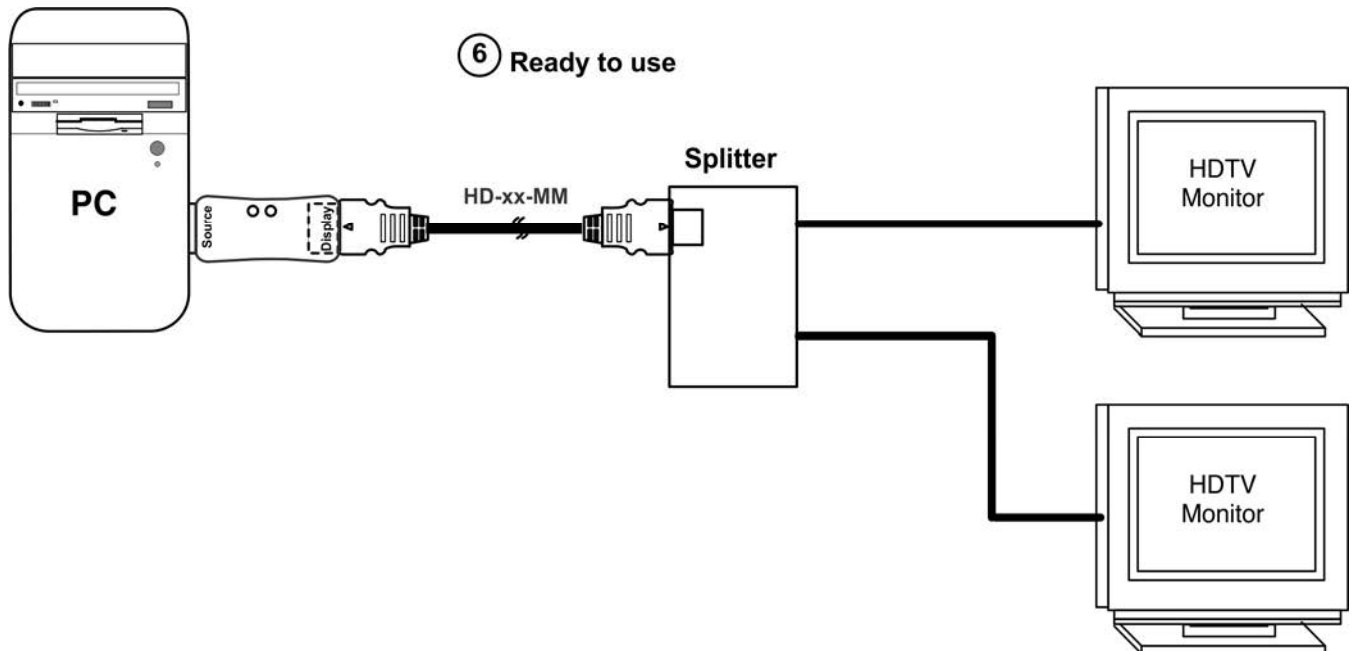 6 Ready to use
Splitter
PC
Source
Display
HD-xx-MM
HDTV
Monitor
HDTV
Monitor